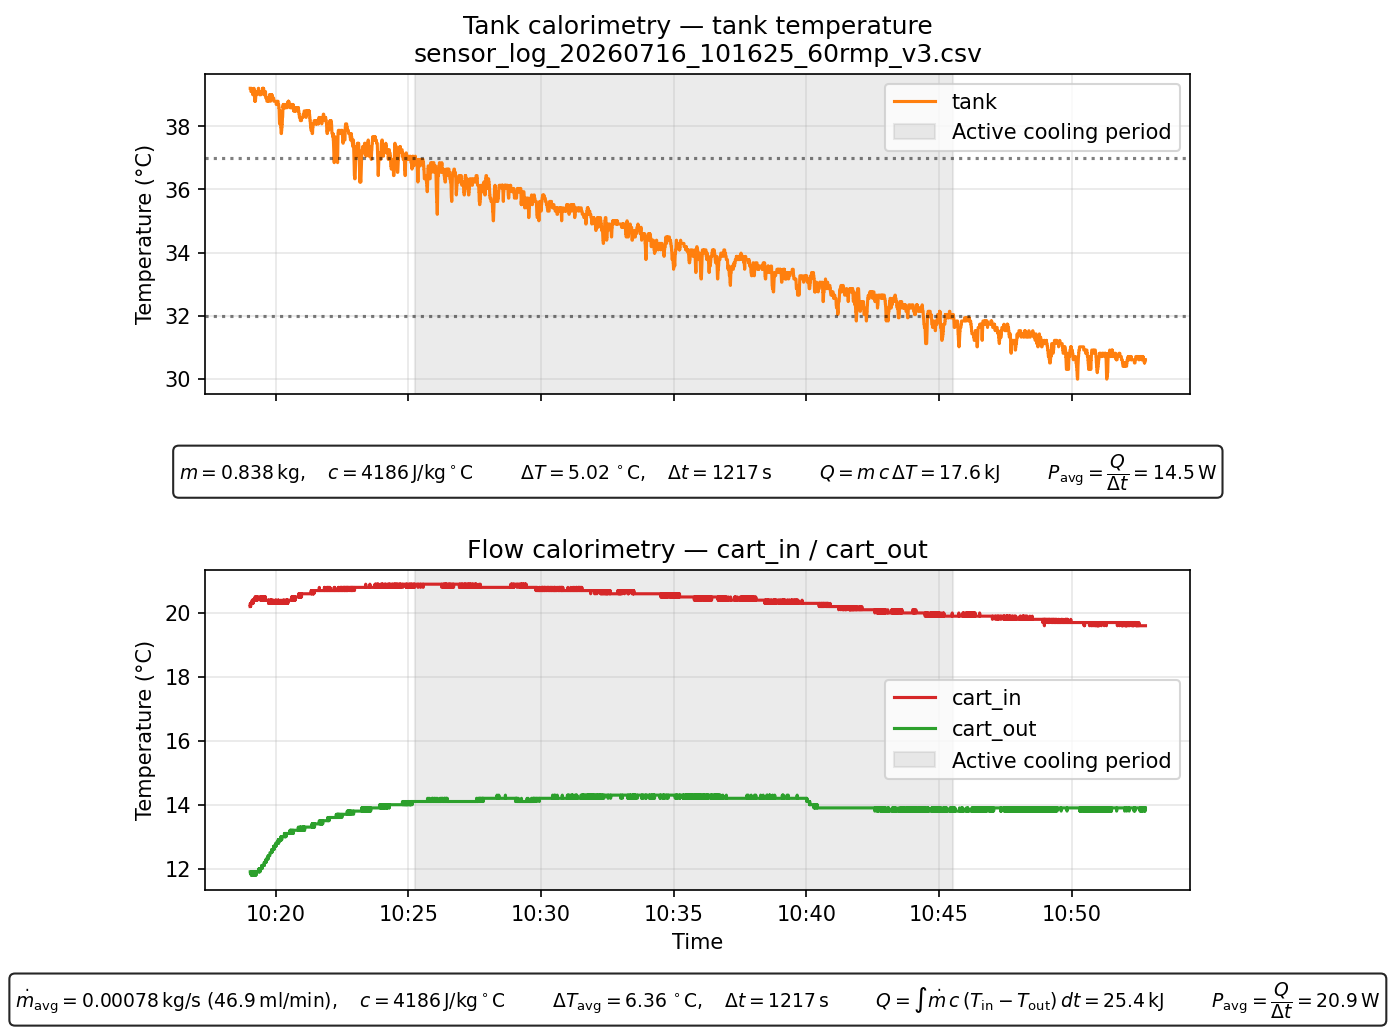 Tank calorimetry — tank temperature
sensor_log_20260716_101625_60rmp_v3.csv
Temperature (°C)
38
36
34
32
30
tank
Active cooling period
m = 0.838 kg, c = 4186 J/kg °C ΔT = 5.02 °C, Δt = 1217 s Q = m c ΔT = 17.6 kJ P_avg = Q/Δt = 14.5 W
Flow calorimetry — cart_in / cart_out
Temperature (°C)
20
18
16
14
12
cart_in
cart_out
Active cooling period
10:20 10:25 10:30 10:35 10:40 10:45 10:50
Time
ṁ_avg = 0.00078 kg/s (46.9 ml/min), c = 4186 J/kg °C ΔT_avg = 6.36 °C, Δt = 1217 s Q = ∫ ṁ c (T_in − T_out) dt = 25.4 kJ P_avg = Q/Δt = 20.9 W